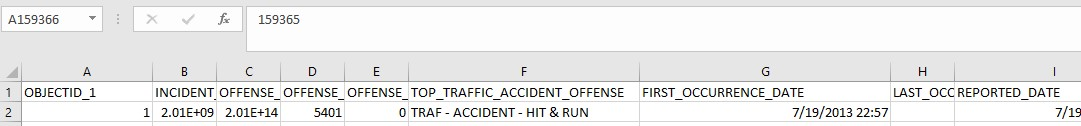 A159366 fx 159365
A B C D E F G H I
1 OBJECTID_1 INCIDENT_ OFFENSE_ OFFENSE_ OFFENSE_ TOP_TRAFFIC_ACCIDENT_OFFENSE FIRST_OCCURRENCE_DATE LAST_OCC REPORTED_DATE
2 1 2.01E+09 2.01E+14 5401 0 TRAF - ACCIDENT - HIT & RUN 7/19/2013 22:57 7/19